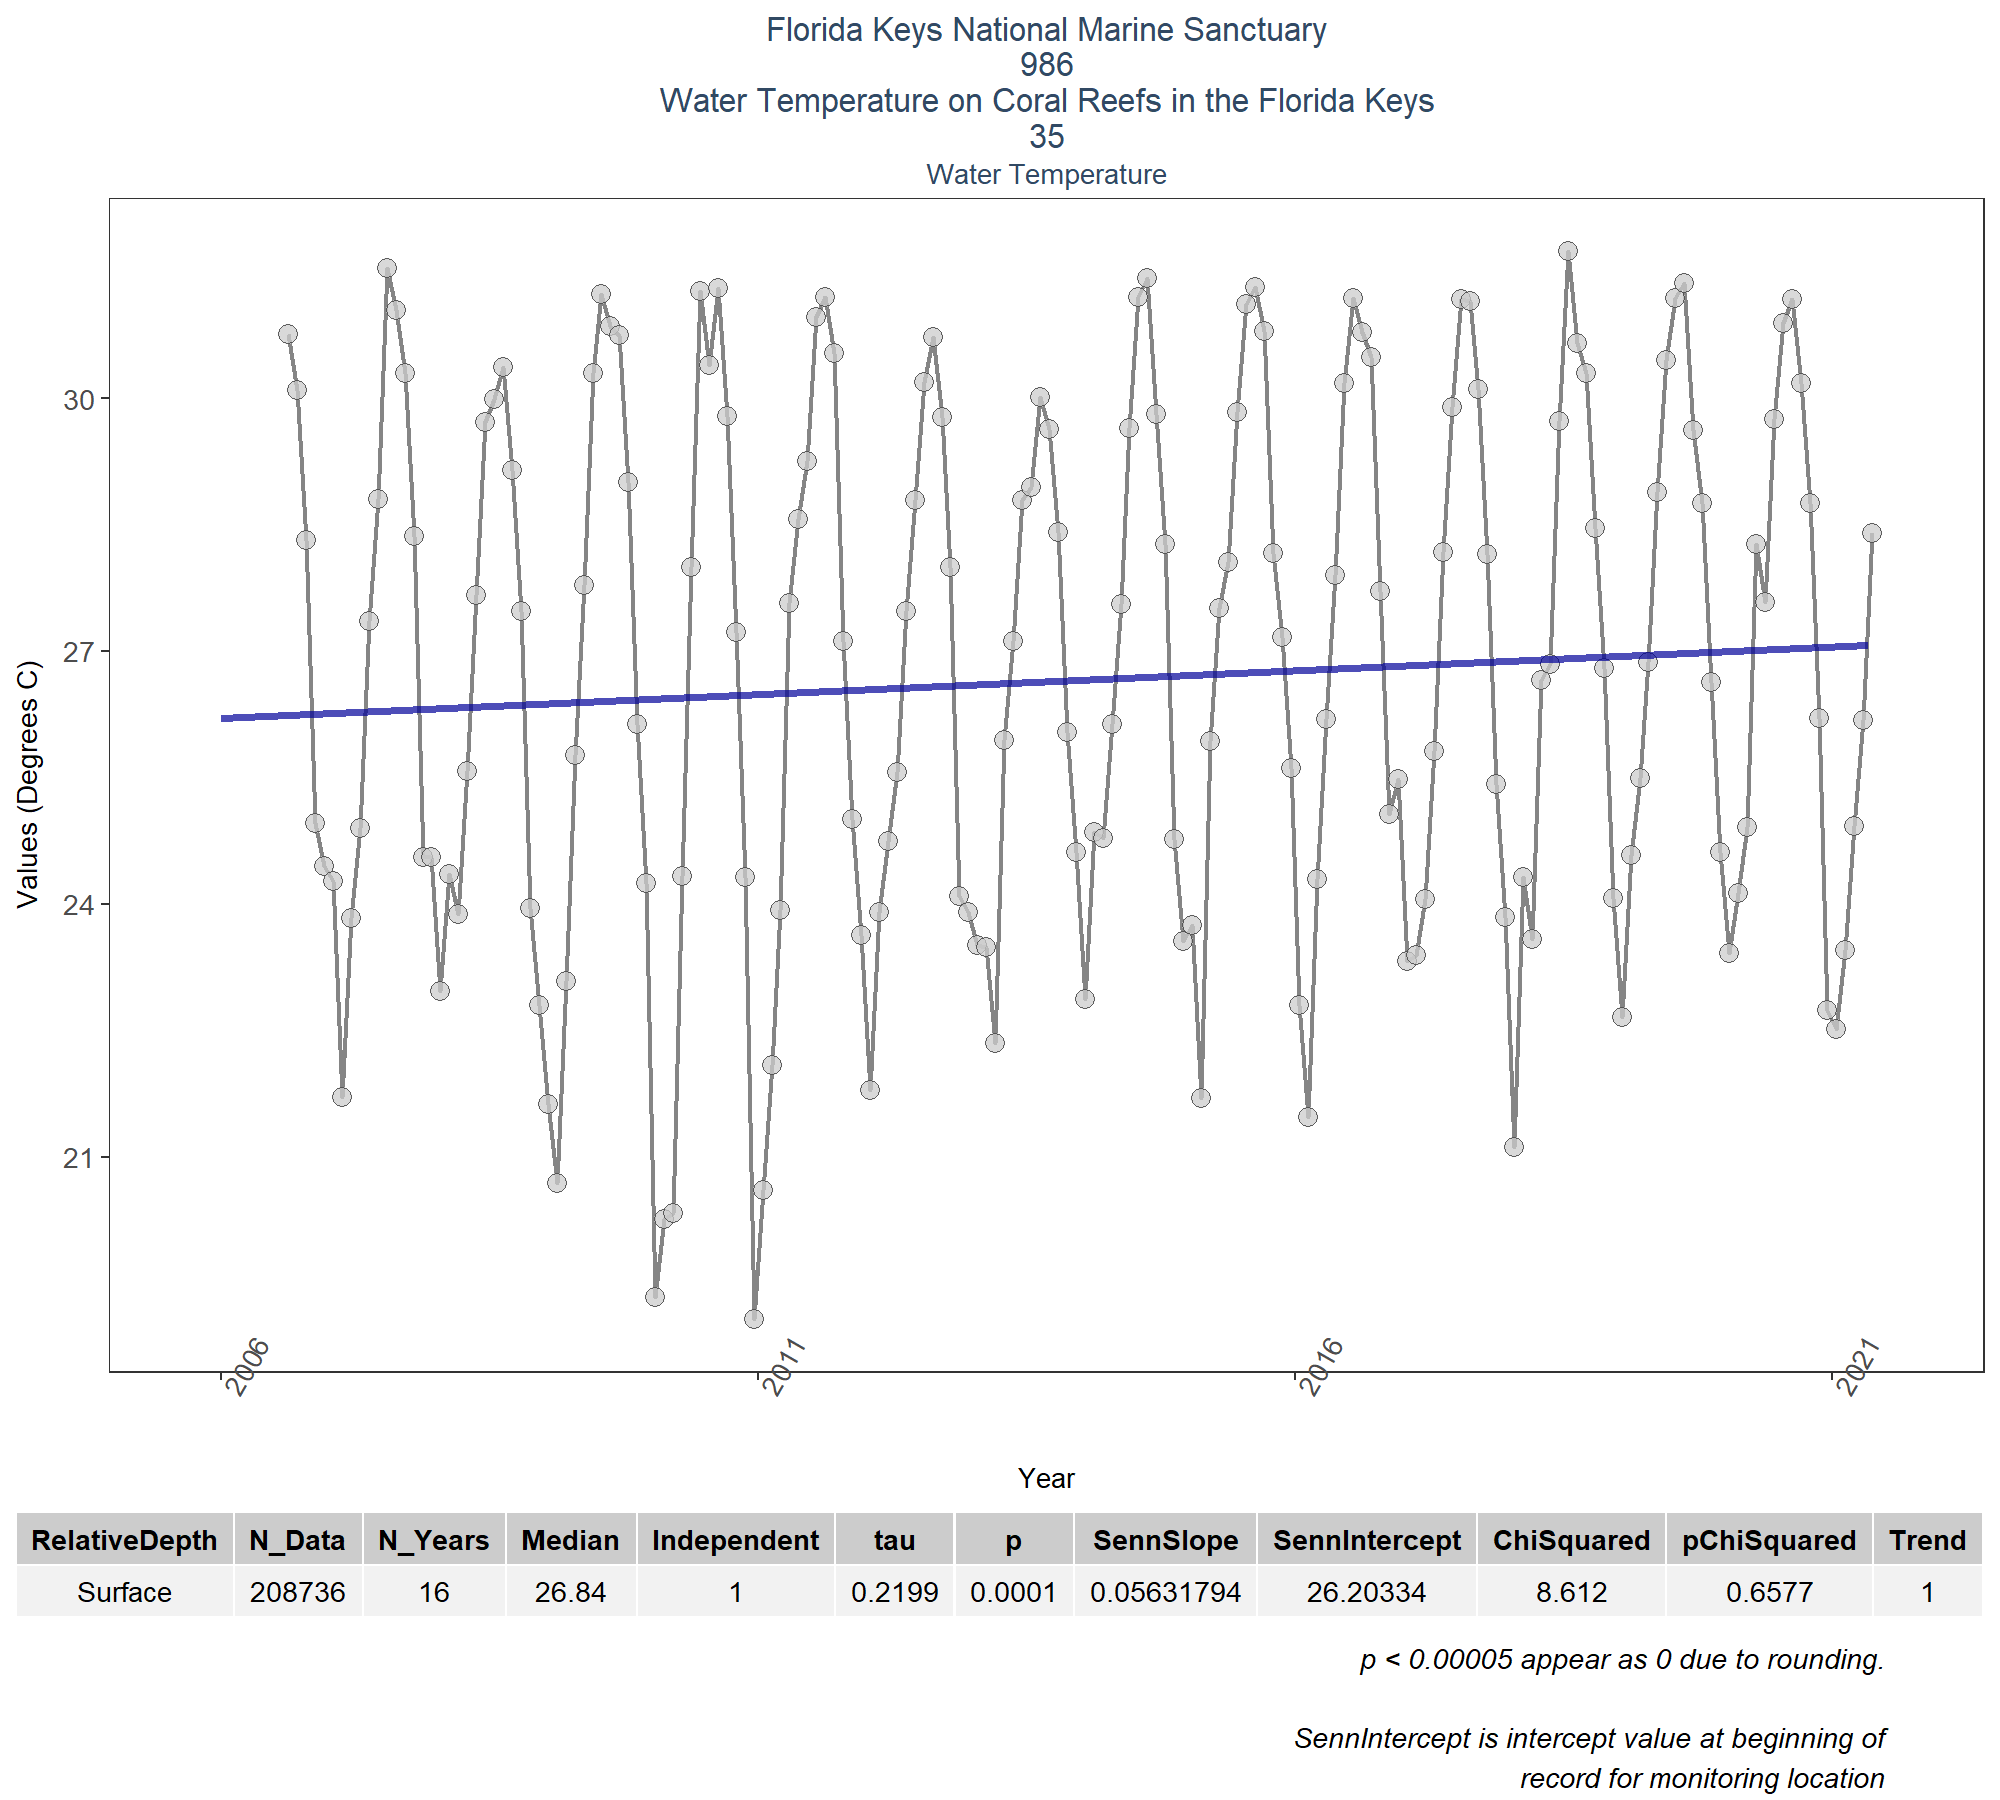 Florida Keys National Marine Sanctuary
986
Water Temperature on Coral Reefs in the Florida Keys
35
Water Temperature
Values (Degrees C)
30
27
24
21
2006
2011
2016
2021
Year
RelativeDepth N_Data N_Years Median Independent tau p SennSlope SennIntercept ChiSquared pChiSquared Trend
Surface 208736 16 26.84 1 0.2199 0.0001 0.05631794 26.20334 8.612 0.6577 1
p < 0.00005 appear as 0 due to rounding.
SennIntercept is intercept value at beginning of
record for monitoring location